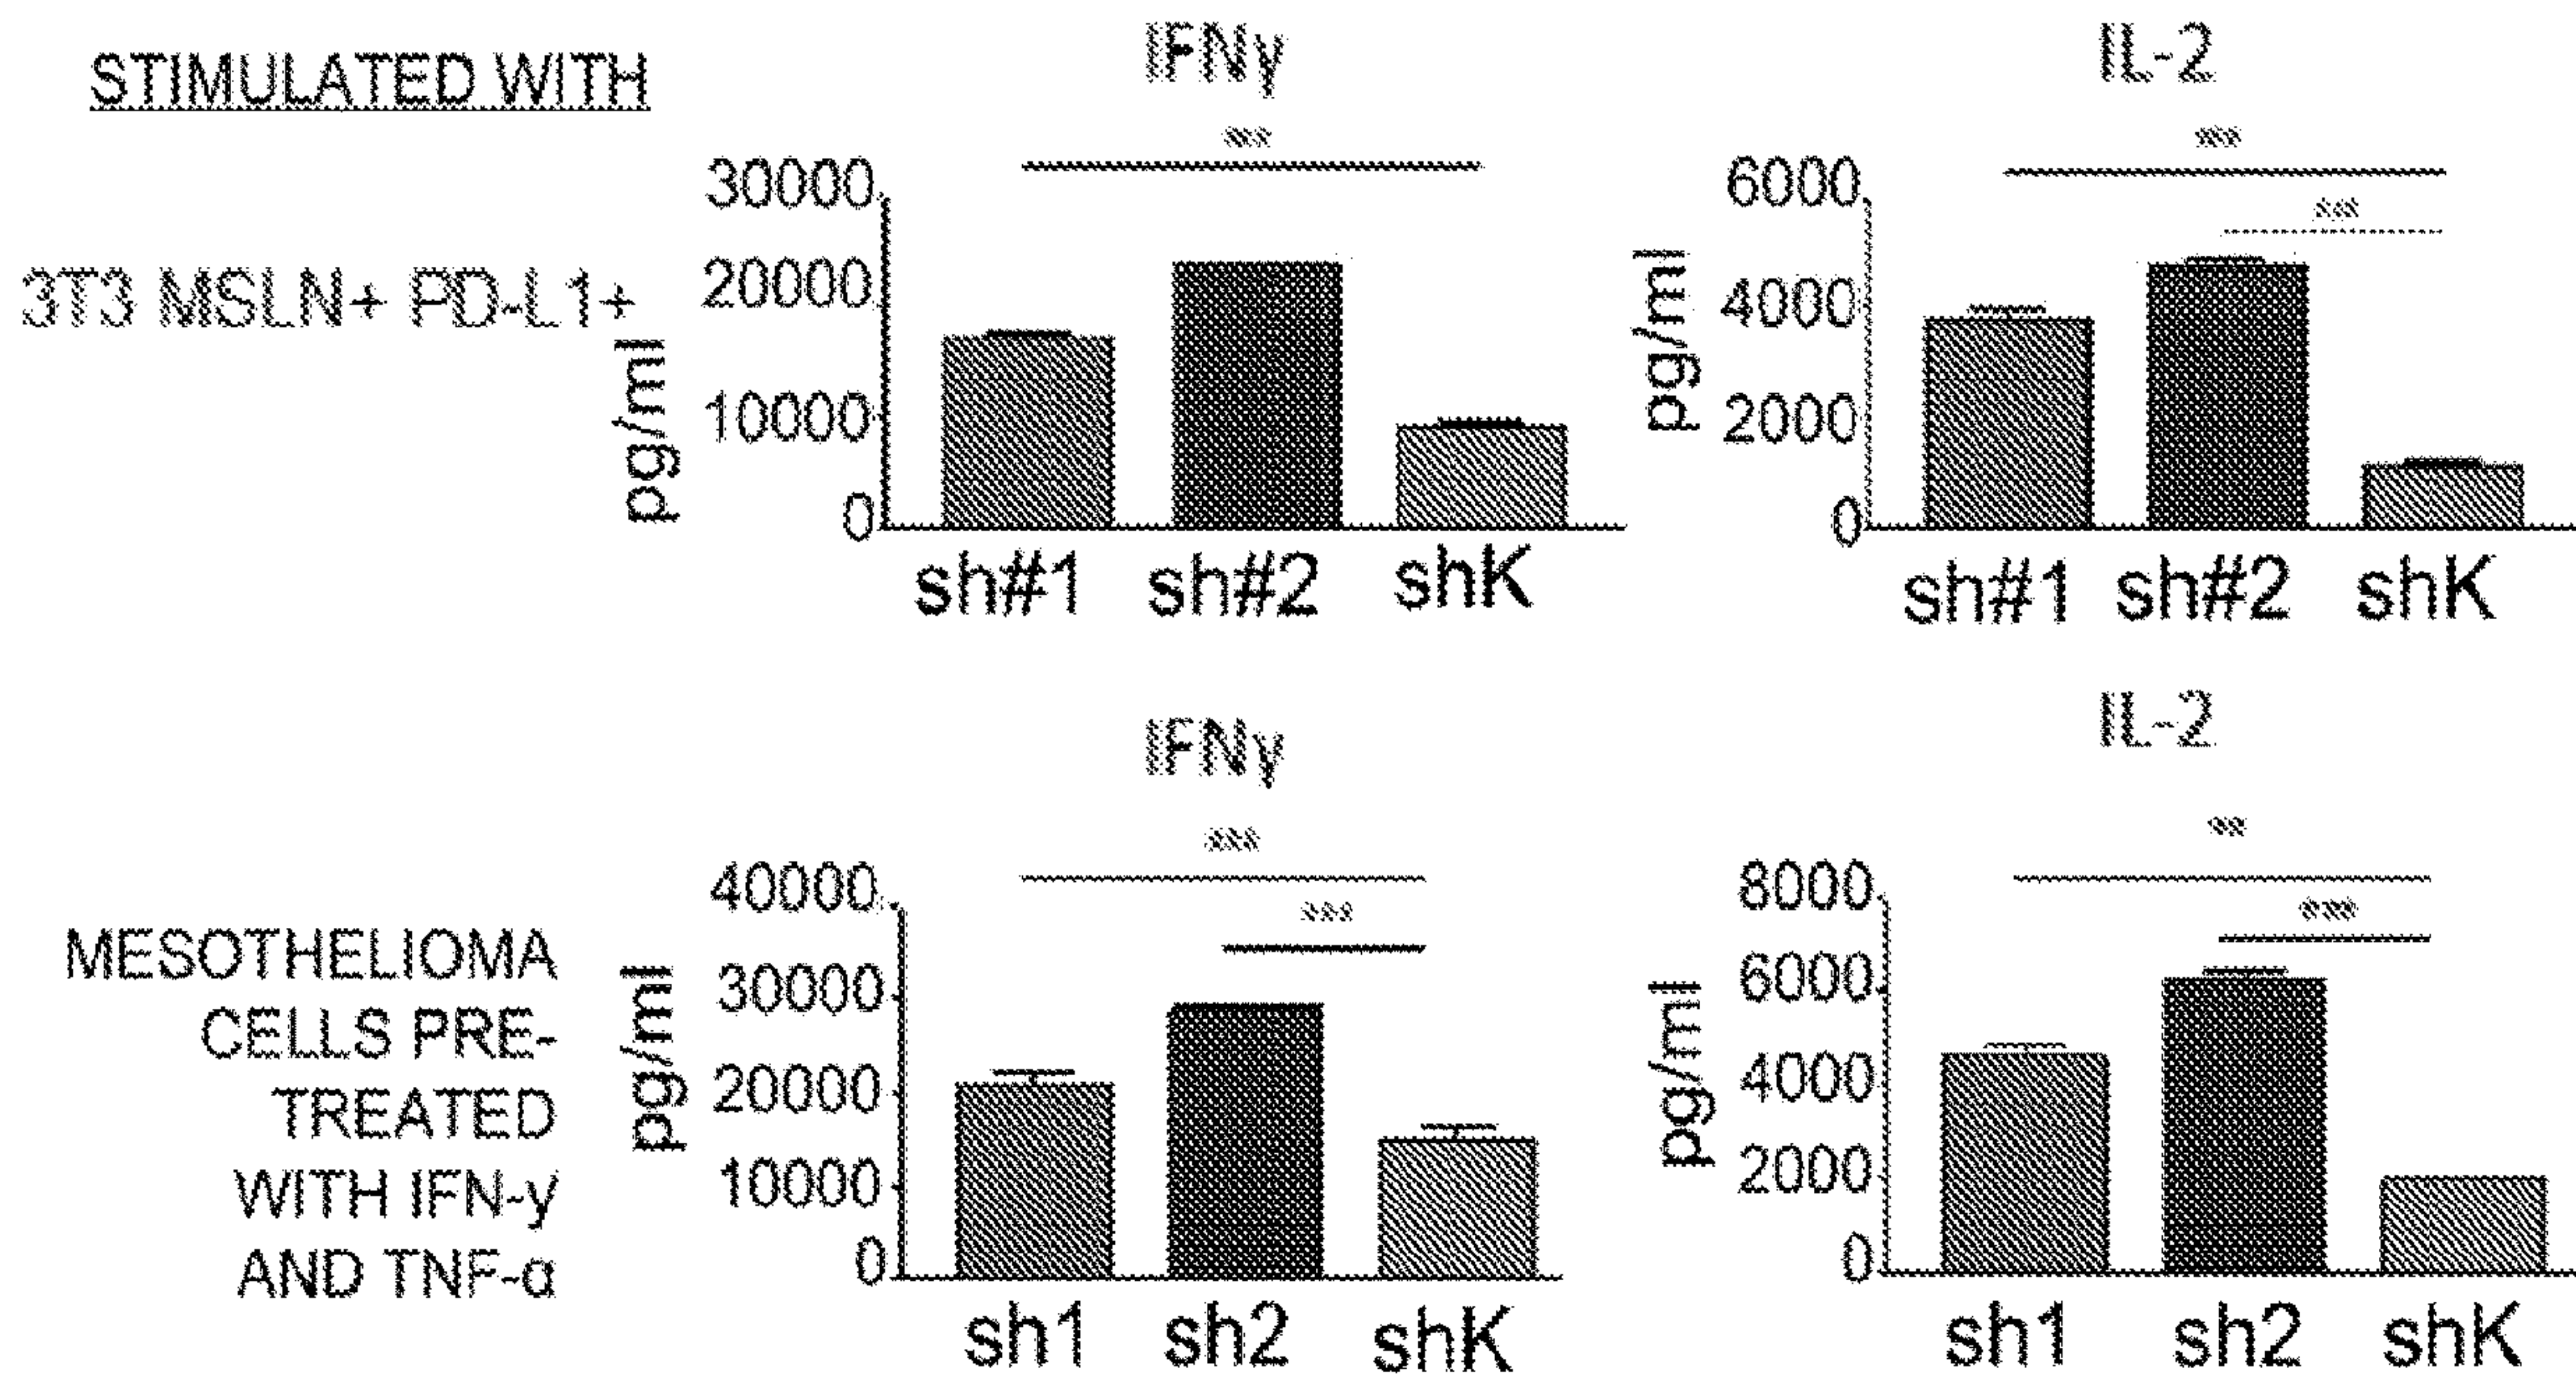 STIMULATED WITH
IFNγ
IL-2
***
***
***
3T3 MSLN+ PD-L1+
pg/ml
30000
20000
10000
0
sh#1 sh#2 shK
pg/ml
6000
4000
2000
0
sh#1 sh#2 shK
IFNγ
IL-2
***
***
**
***
MESOTHELIOMA
CELLS PRE-
TREATED
WITH IFN-y
AND TNF-α
pg/ml
40000
30000
20000
10000
0
sh1 sh2 shK
pg/ml
8000
6000
4000
2000
0
sh1 sh2 shK